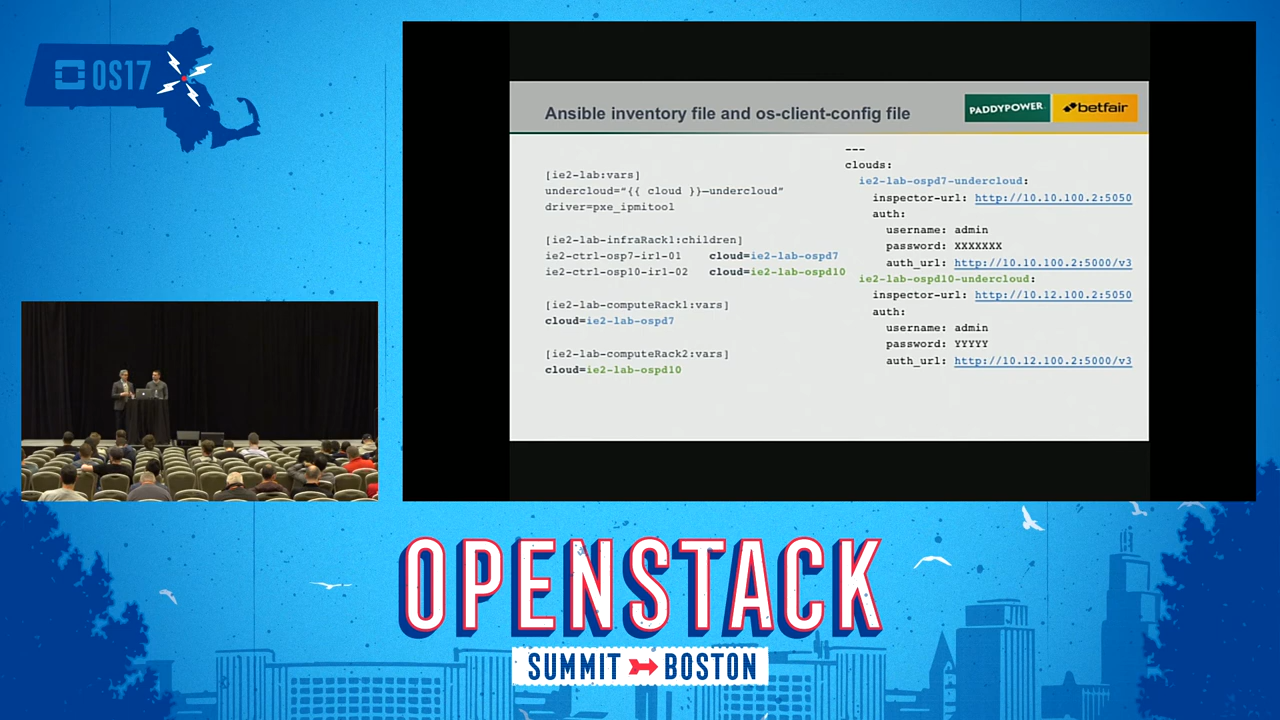 OS17
Ansible inventory file and os-client-config file
PADDYPOWER.
betfair
[ie2-lab:vars]
undercloud=“{{ cloud }}—undercloud”
driver=pxe_ipmitool
[ie2-lab-infraRack1:children]
ie2-ctrl-osp7-ir1-01 cloud=ie2-lab-ospd7
ie2-ctrl-osp10-ir1-02 cloud=ie2-lab-ospd10
[ie2-lab-computeRack1:vars]
cloud=ie2-lab-ospd7
[ie2-lab-computeRack2:vars]
cloud=ie2-lab-ospd10
---
clouds:
ie2-lab-ospd7-undercloud:
inspector-url: http://10.10.100.2:5050
auth:
username: admin
password: XXXXXXX
auth_url: http://10.10.100.2:5000/v3
ie2-lab-ospd10-undercloud:
inspector-url: http://10.12.100.2:5050
auth:
username: admin
password: YYYYY
auth_url: http://10.12.100.2:5000/v3
OPENSTACK
SUMMIT BOSTON